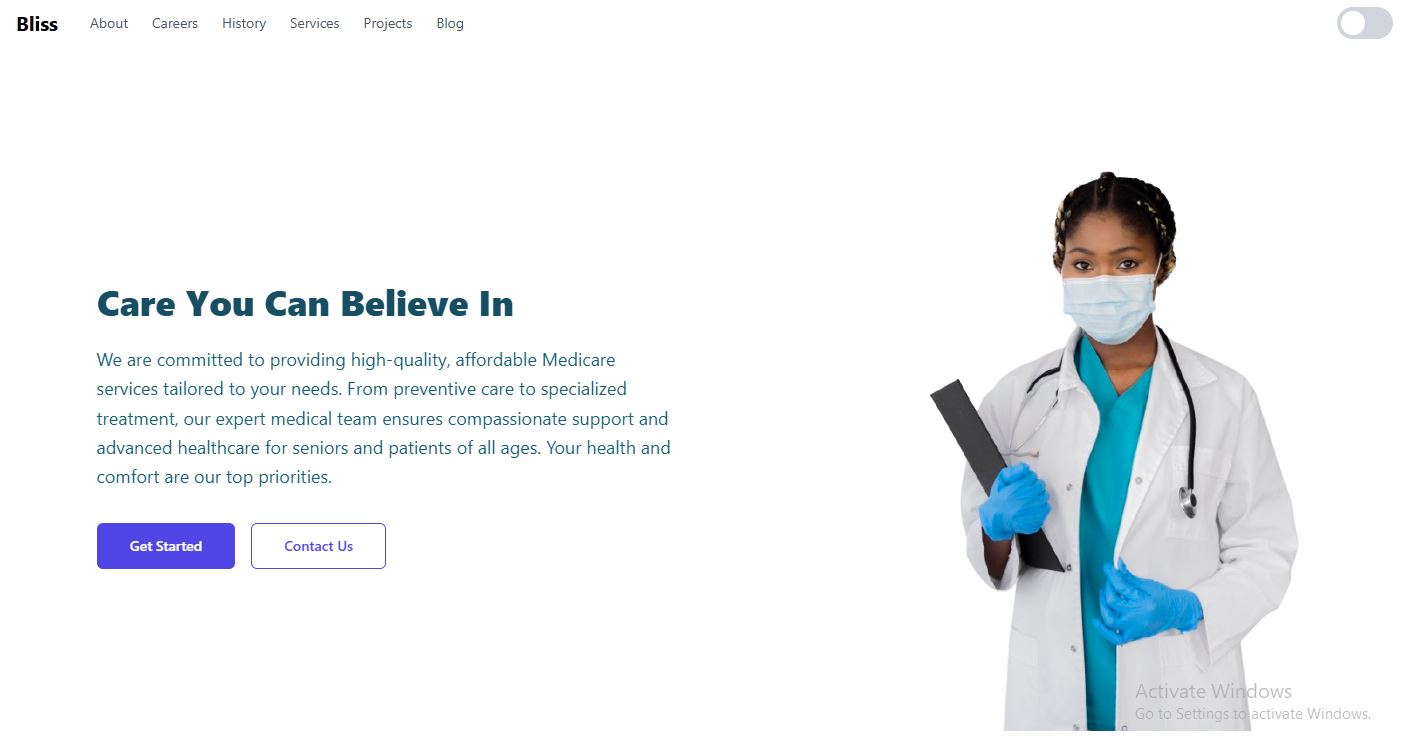 Bliss About Careers History Services Projects Blog
Care You Can Believe In
We are committed to providing high-quality, affordable Medicare
services tailored to your needs. From preventive care to specialized
treatment, our expert medical team ensures compassionate support and
advanced healthcare for seniors and patients of all ages. Your health and
comfort are our top priorities.
Get Started Contact Us
Activate Windows
Go to Settings to activate Windows.